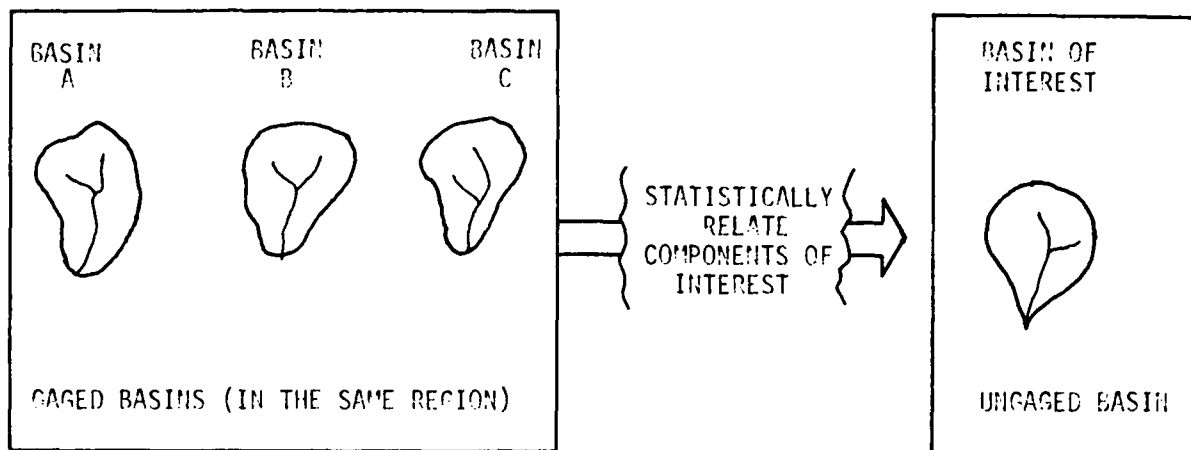 BASIN
A
BASIN
B
BASIN
C
GAGED BASINS (IN THE SAME REGION)
STATISTICALLY
RELATE
COMPONENTS OF
INTEREST
BASIN OF
INTEREST
UNGAGED BASIN